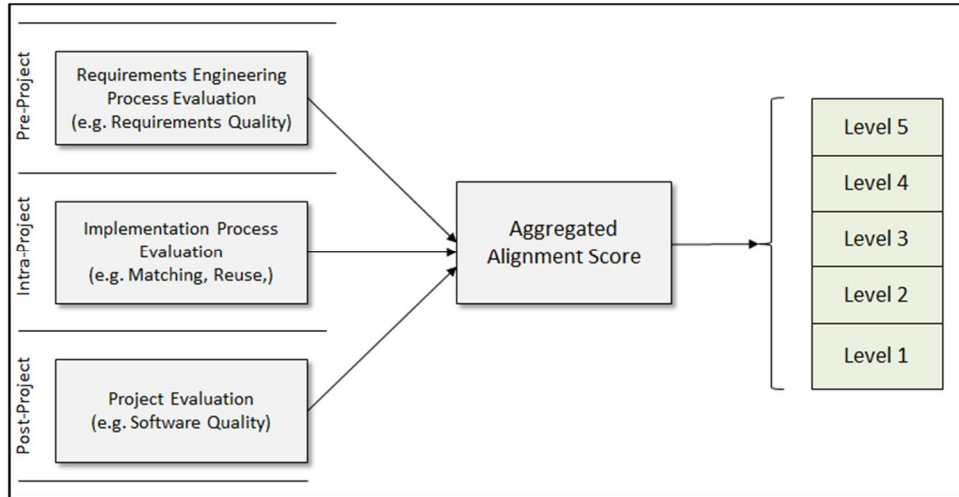 Pre-Project
Requirements Engineering
Process Evaluation
(e.g. Requirements Quality)
Intra-Project
Implementation Process
Evaluation
(e.g. Matching, Reuse,)
Post-Project
Project Evaluation
(e.g. Software Quality)
Aggregated
Alignment Score
Level 5
Level 4
Level 3
Level 2
Level 1